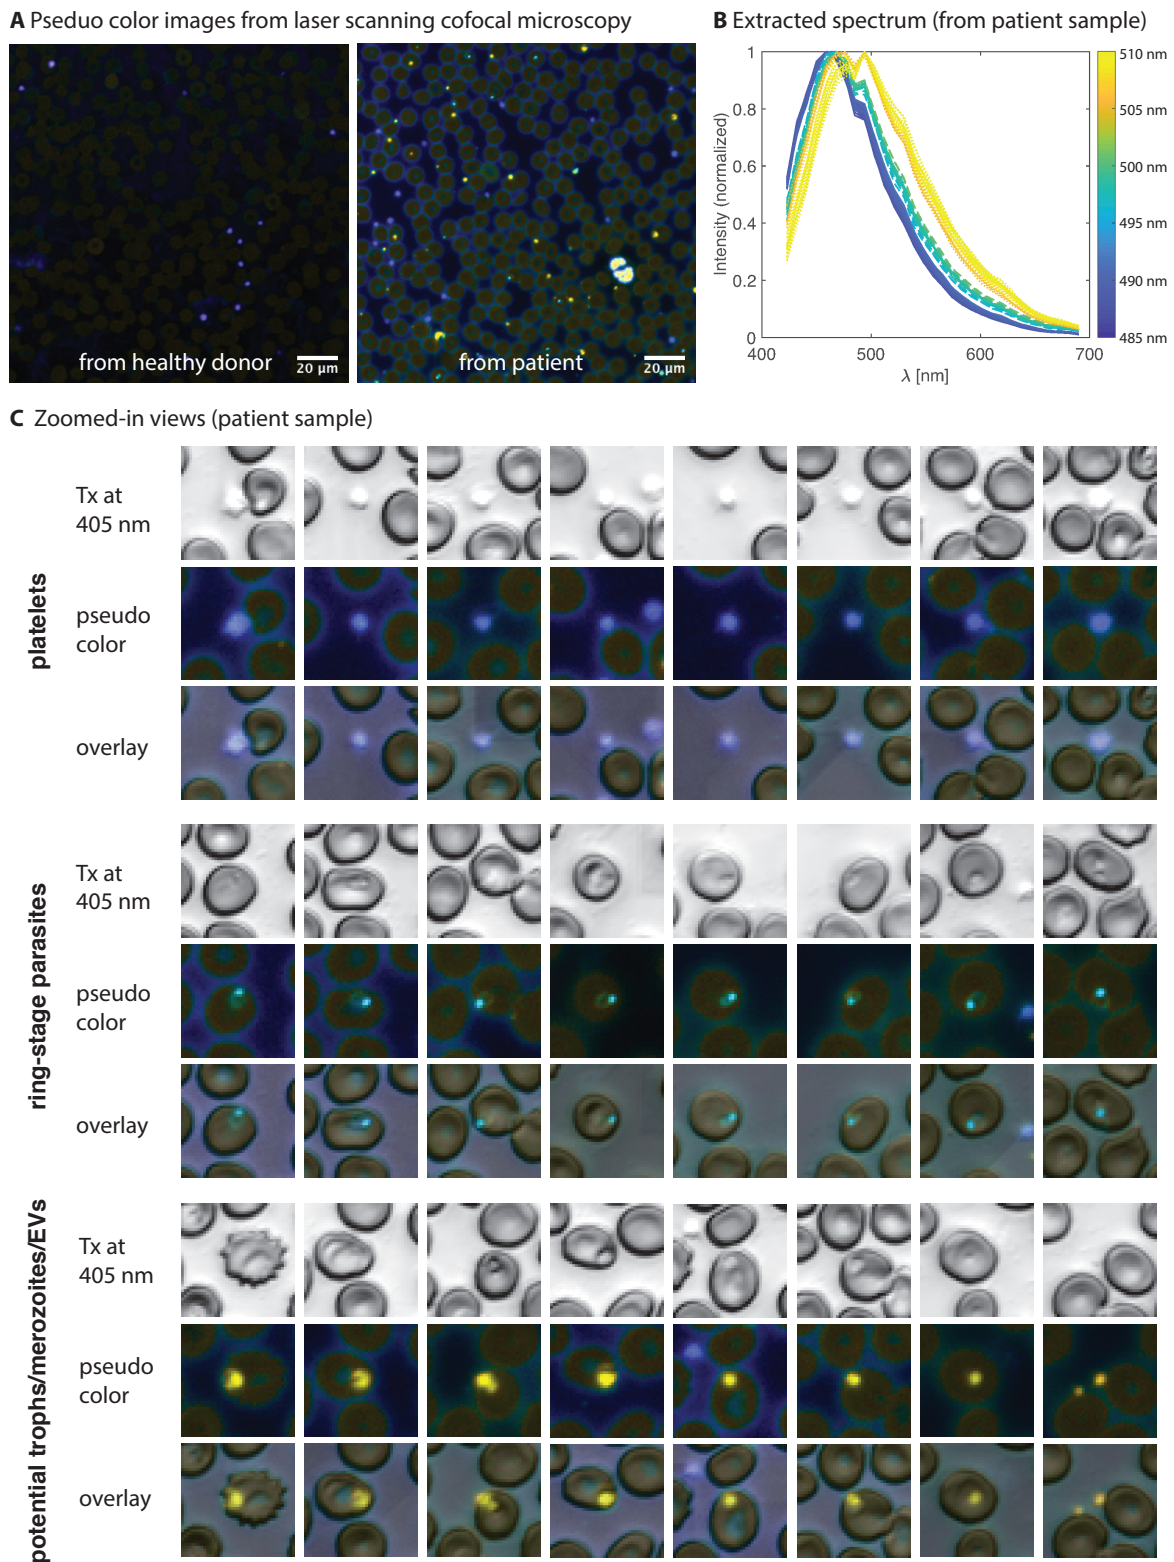 A Pseduo color images from laser scanning cofocal microscopy
from healthy donor
20 μm
from patient
20 μm
B Extracted spectrum (from patient sample)
Intensity (normalized)
1
0.8
0.6
0.4
0.2
0
400
500
600
700
λ [nm]
510 nm
505 nm
500 nm
495 nm
490 nm
485 nm
C Zoomed-in views (patient sample)
platelets
Tx at
405 nm
pseudo
color
overlay
ring-stage parasites
Tx at
405 nm
pseudo
color
overlay
potential trophs/merozoites/EVs
Tx at
405 nm
pseudo
color
overlay